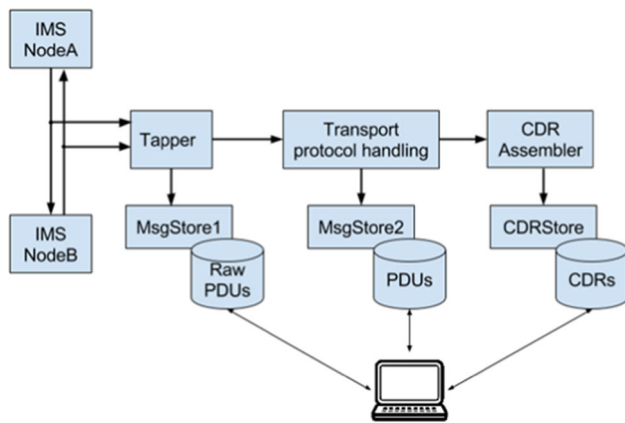 IMS
NodeA
Tapper
Transport
protocol handling
CDR
Assembler
IMS
NodeB
MsgStore1
Raw
PDUs
MsgStore2
PDUs
CDRStore
CDRs